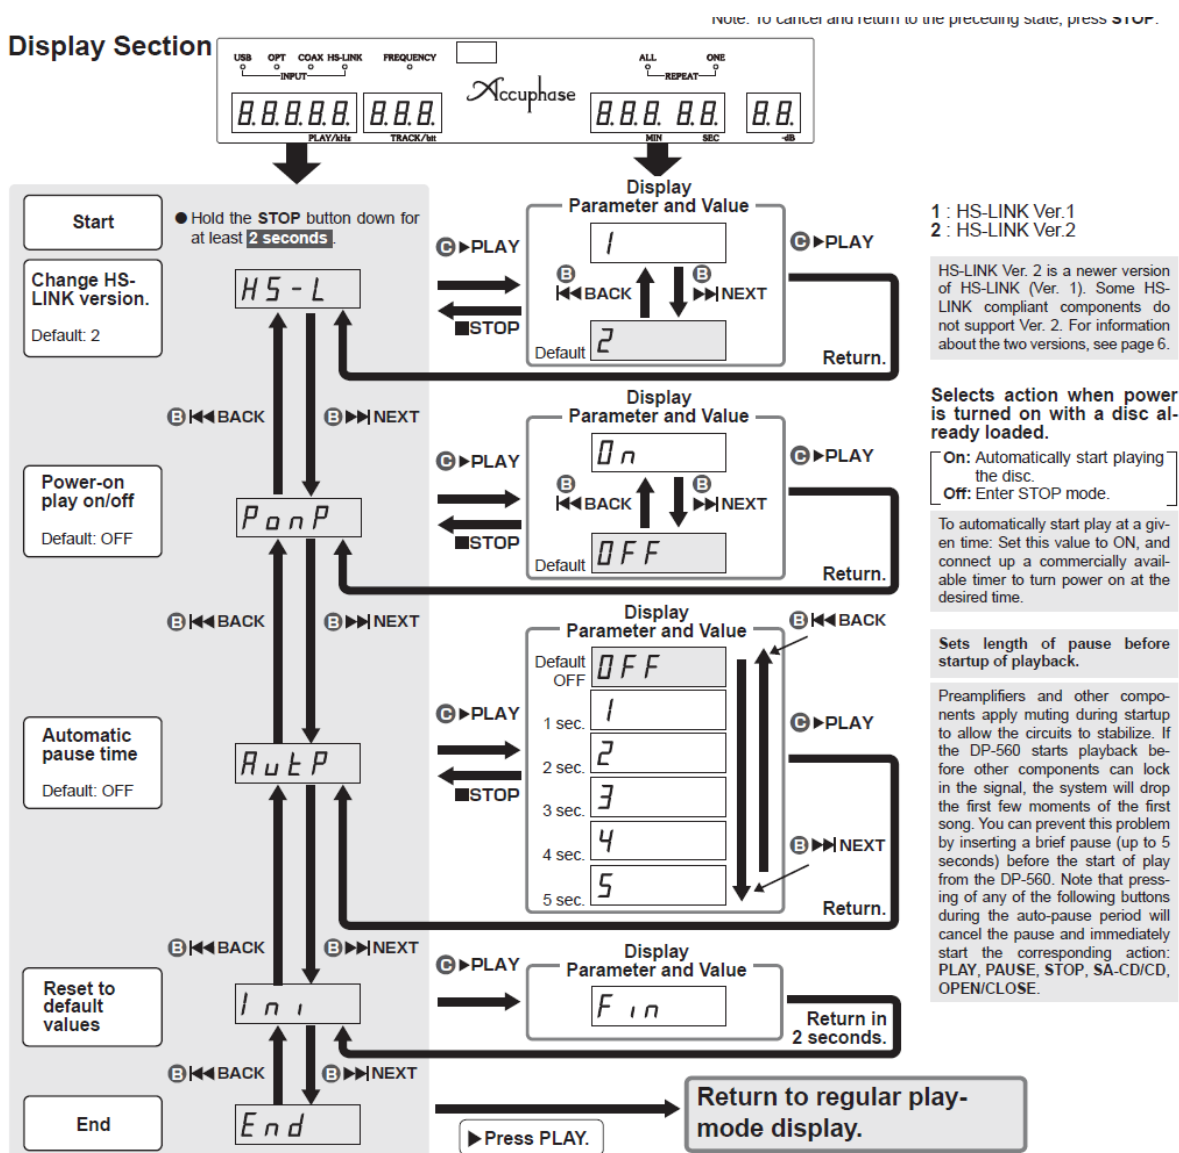 Note: To cancel and return to the preceding state, press STOP.
Display Section
USB OPT COAX HS-LINK FREQUENCY
INPUT
Accuphase
ALL ONE
REPEAT
8.8.8.8.8. 8.8.8. 8.8.8. 8.8. 8.8.
PLAY/kHz TRACK/bit MIN SEC -dB
Start
● Hold the STOP button down for
at least 2 seconds.
Change HS-
LINK version.
Default: 2
HS-L
C ▶PLAY
■STOP
Display
Parameter and Value
1
B B
⏮BACK ⏭NEXT
Default 2
C ▶PLAY
Return.
1 : HS-LINK Ver.1
2 : HS-LINK Ver.2
HS-LINK Ver. 2 is a newer version
of HS-LINK (Ver. 1). Some HS-
LINK compliant components do
not support Ver. 2. For information
about the two versions, see page 6.
B ⏮BACK B ⏭NEXT
Power-on
play on/off
Default: OFF
PonP
C ▶PLAY
■STOP
Display
Parameter and Value
On
B B
⏮BACK ⏭NEXT
Default OFF
C ▶PLAY
Return.
Selects action when power
is turned on with a disc al-
ready loaded.
On: Automatically start playing
the disc.
Off: Enter STOP mode.
To automatically start play at a giv-
en time: Set this value to ON, and
connect up a commercially avail-
able timer to turn power on at the
desired time.
B ⏮BACK B ⏭NEXT
Automatic
pause time
Default: OFF
AutP
C ▶PLAY
■STOP
Display
Parameter and Value
Default
OFF OFF
1 sec. 1
2 sec. 2
3 sec. 3
4 sec. 4
5 sec. 5
B ⏮BACK
C ▶PLAY
B ⏭NEXT
Return.
Sets length of pause before
startup of playback.
Preamplifiers and other compo-
nents apply muting during startup
to allow the circuits to stabilize. If
the DP-560 starts playback be-
fore other components can lock
in the signal, the system will drop
the first few moments of the first
song. You can prevent this problem
by inserting a brief pause (up to 5
seconds) before the start of play
from the DP-560. Note that press-
ing of any of the following buttons
during the auto-pause period will
cancel the pause and immediately
start the corresponding action:
PLAY, PAUSE, STOP, SA-CD/CD,
OPEN/CLOSE.
B ⏮BACK B ⏭NEXT
Reset to
default
values
Ini
C ▶PLAY
Display
Parameter and Value
Fin
Return in
2 seconds.
B ⏮BACK B ⏭NEXT
End
End
▶Press PLAY.
Return to regular play-
mode display.